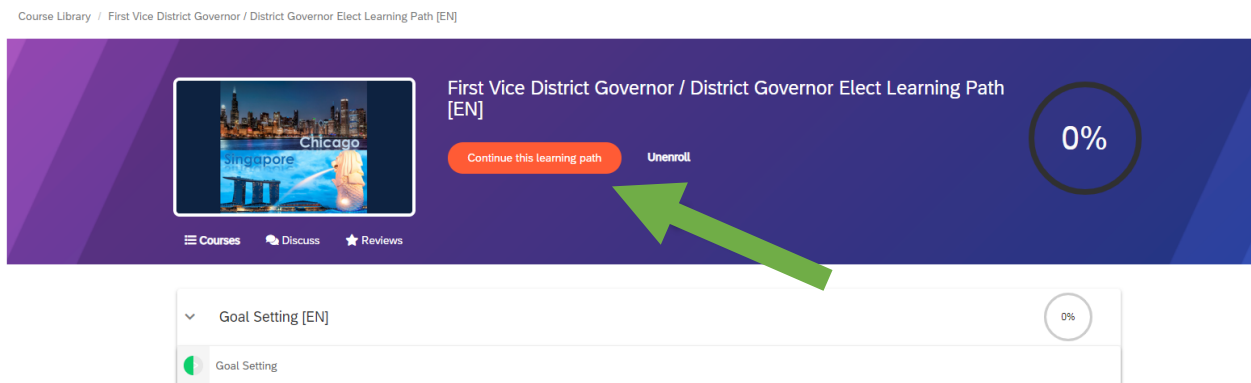 Course Library / First Vice District Governor / District Governor Elect Learning Path [EN]
Chicago
Singapore
First Vice District Governor / District Governor Elect Learning Path
[EN]
Continue this learning path
Unenroll
0%
Courses
Discuss
Reviews
Goal Setting [EN]
0%
Goal Setting